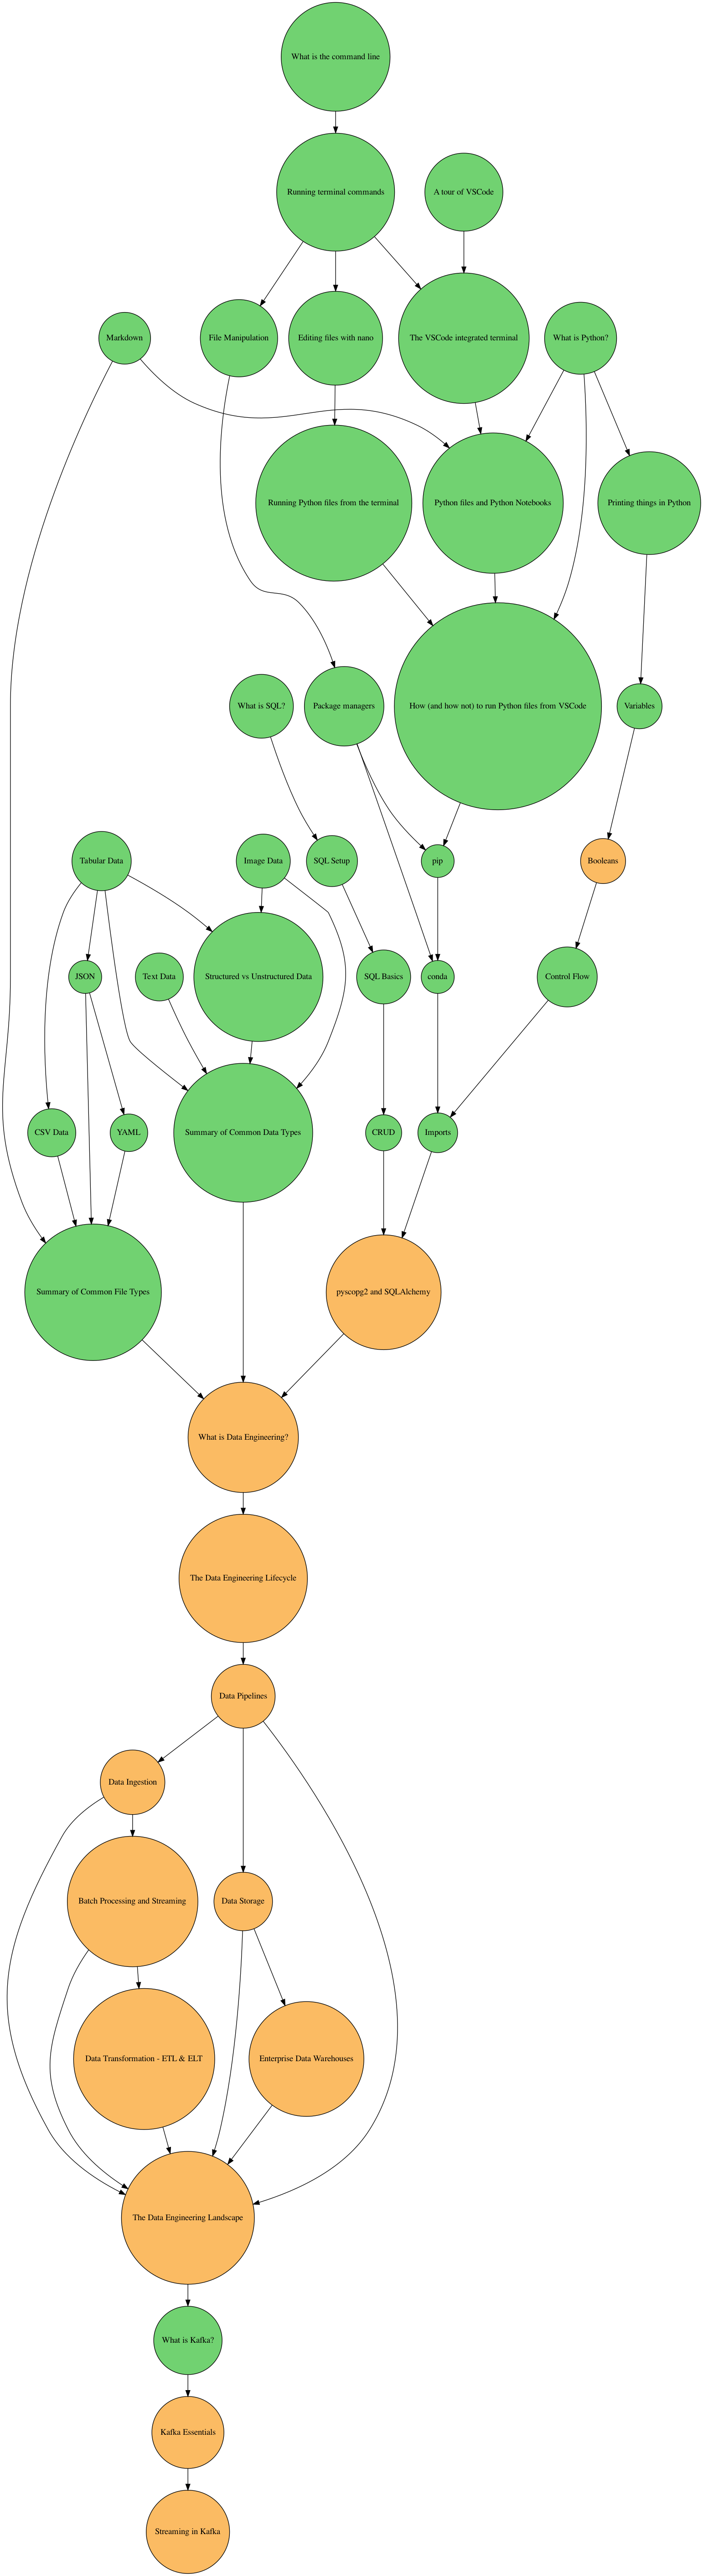 What is the command line
Running terminal commands
A tour of VSCode
Markdown
File Manipulation
Editing files with nano
The VSCode integrated terminal
What is Python?
Running Python files from the terminal
Python files and Python Notebooks
Printing things in Python
What is SQL?
Package managers
How (and how not) to run Python files from VSCode
Variables
Tabular Data
Image Data
SQL Setup
pip
Booleans
JSON
Text Data
Structured vs Unstructured Data
SQL Basics
conda
Control Flow
CSV Data
YAML
Summary of Common Data Types
CRUD
Imports
Summary of Common File Types
pyscopg2 and SQLAlchemy
What is Data Engineering?
The Data Engineering Lifecycle
Data Pipelines
Data Ingestion
Batch Processing and Streaming
Data Storage
Data Transformation - ETL & ELT
Enterprise Data Warehouses
The Data Engineering Landscape
What is Kafka?
Kafka Essentials
Streaming in Kafka